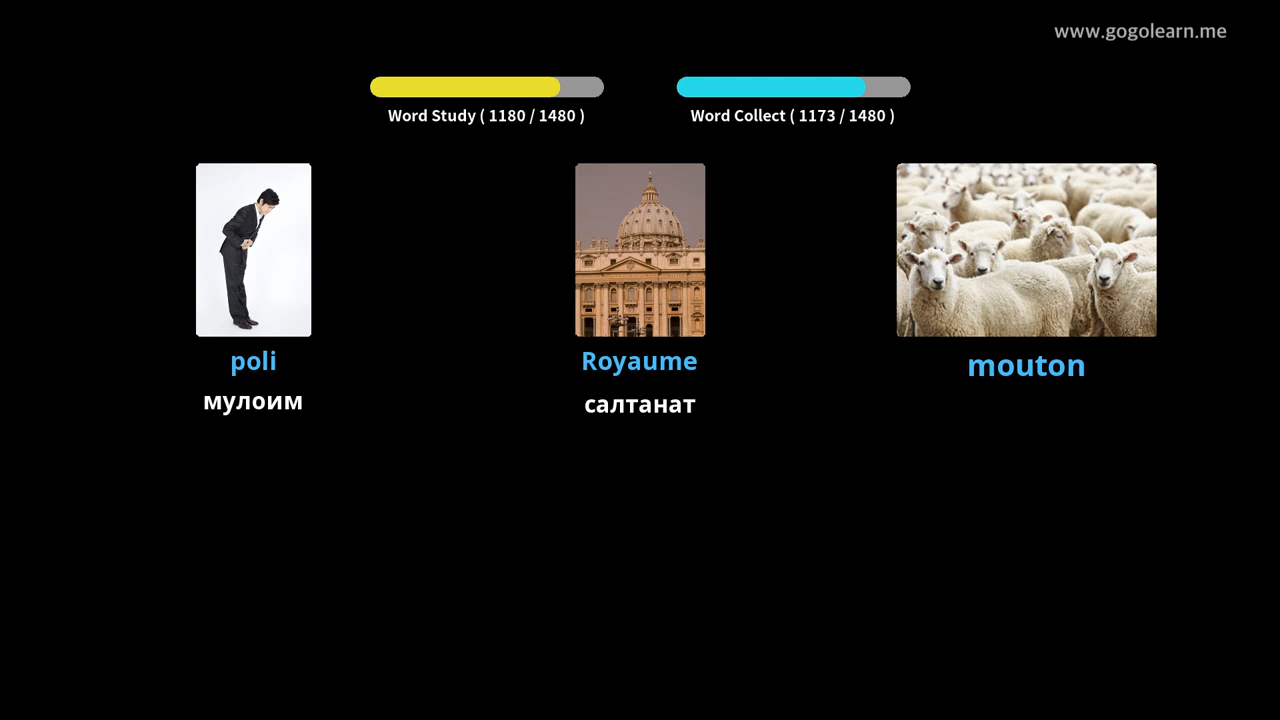 www.gogolearn.me
Word Study ( 1180 / 1480 )
Word Collect ( 1173 / 1480 )
poli
Royaume
mouton
мулоим
салтанат